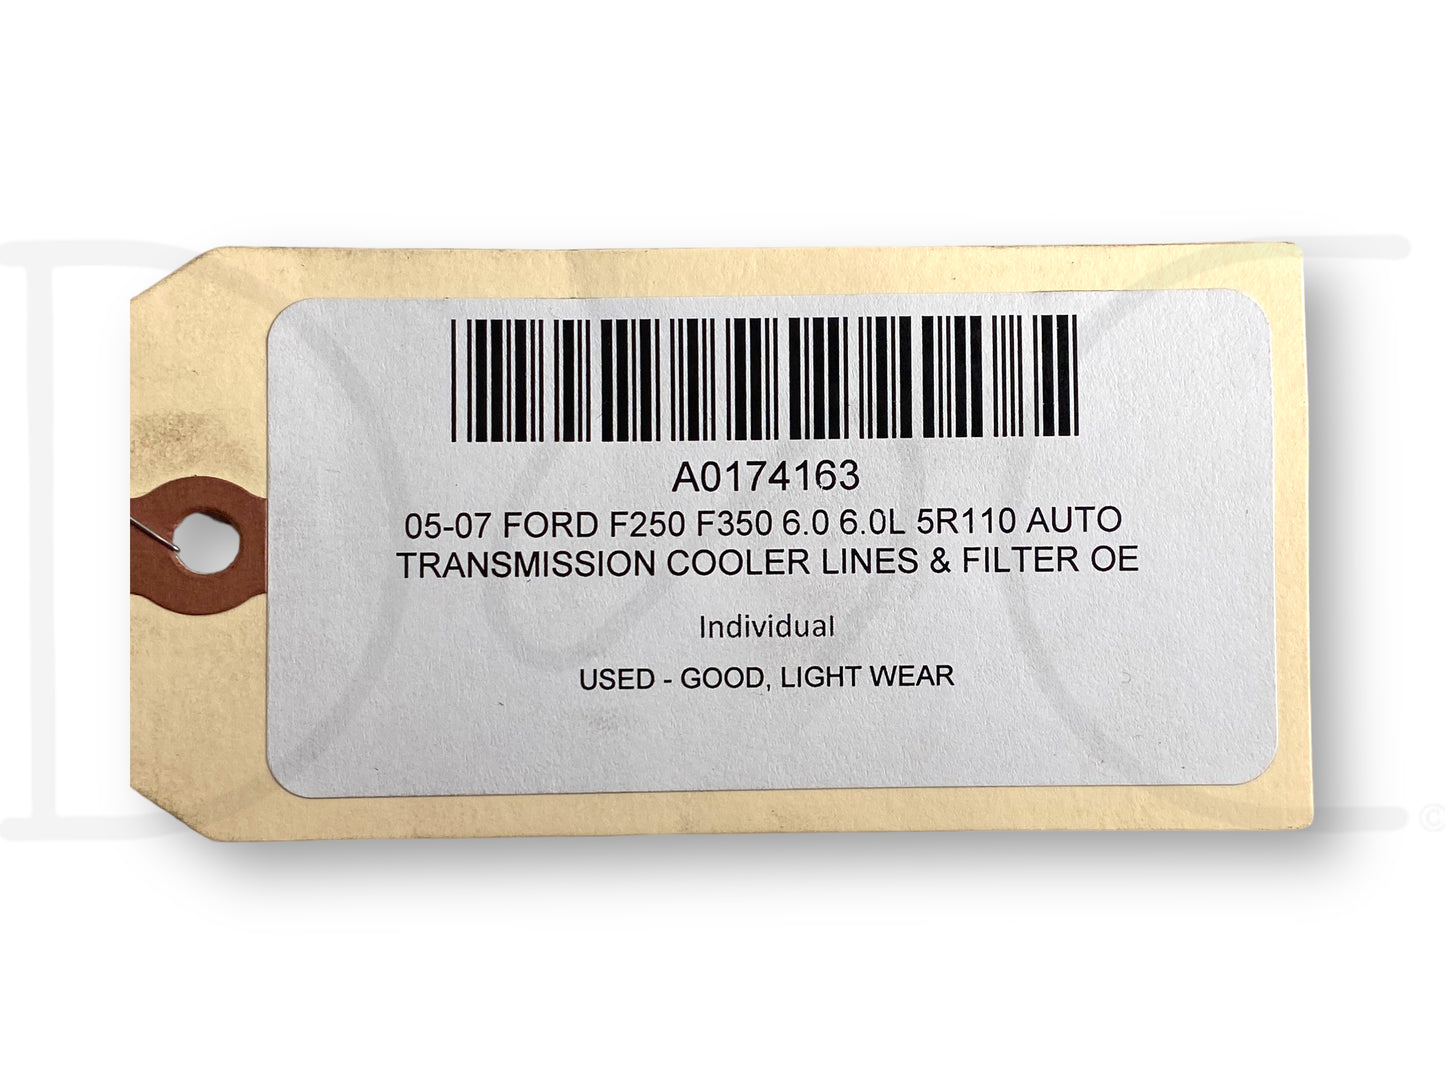 A0174163
05-07 FORD F250 F350 6.0 6.0L 5R110 AUTO
TRANSMISSION COOLER LINES & FILTER OE
Individual
USED - GOOD, LIGHT WEAR
©